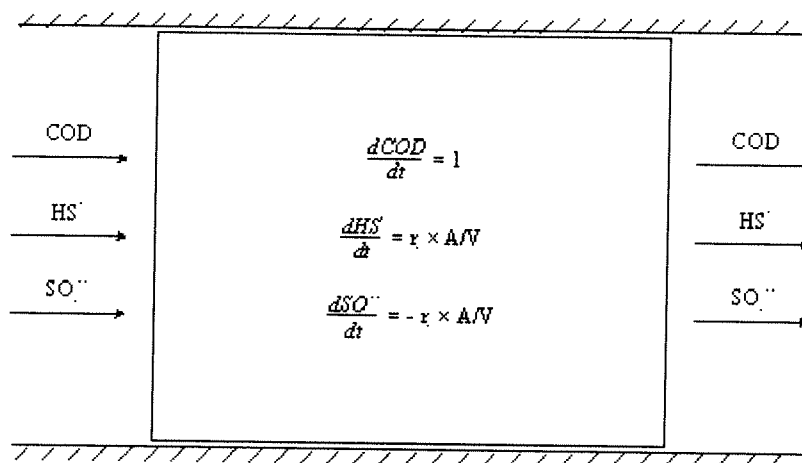 COD
HS'
SO..¨
dCOD/dt = 1
dHS'/dt = r × A/V
dSO¨/dt = - r × A/V
COD
HS'
SO..¨